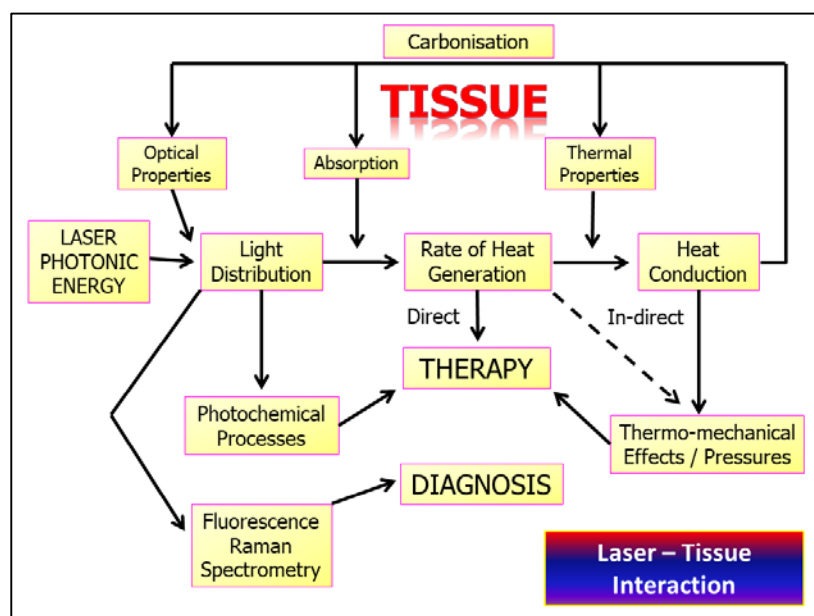 Carbonisation
TISSUE
Optical
Properties
Absorption
Thermal
Properties
LASER
PHOTONIC
ENERGY
Light
Distribution
Rate of Heat
Generation
Heat
Conduction
Direct
In-direct
THERAPY
Photochemical
Processes
Thermo-mechanical
Effects / Pressures
DIAGNOSIS
Fluorescence
Raman
Spectrometry
Laser – Tissue
Interaction